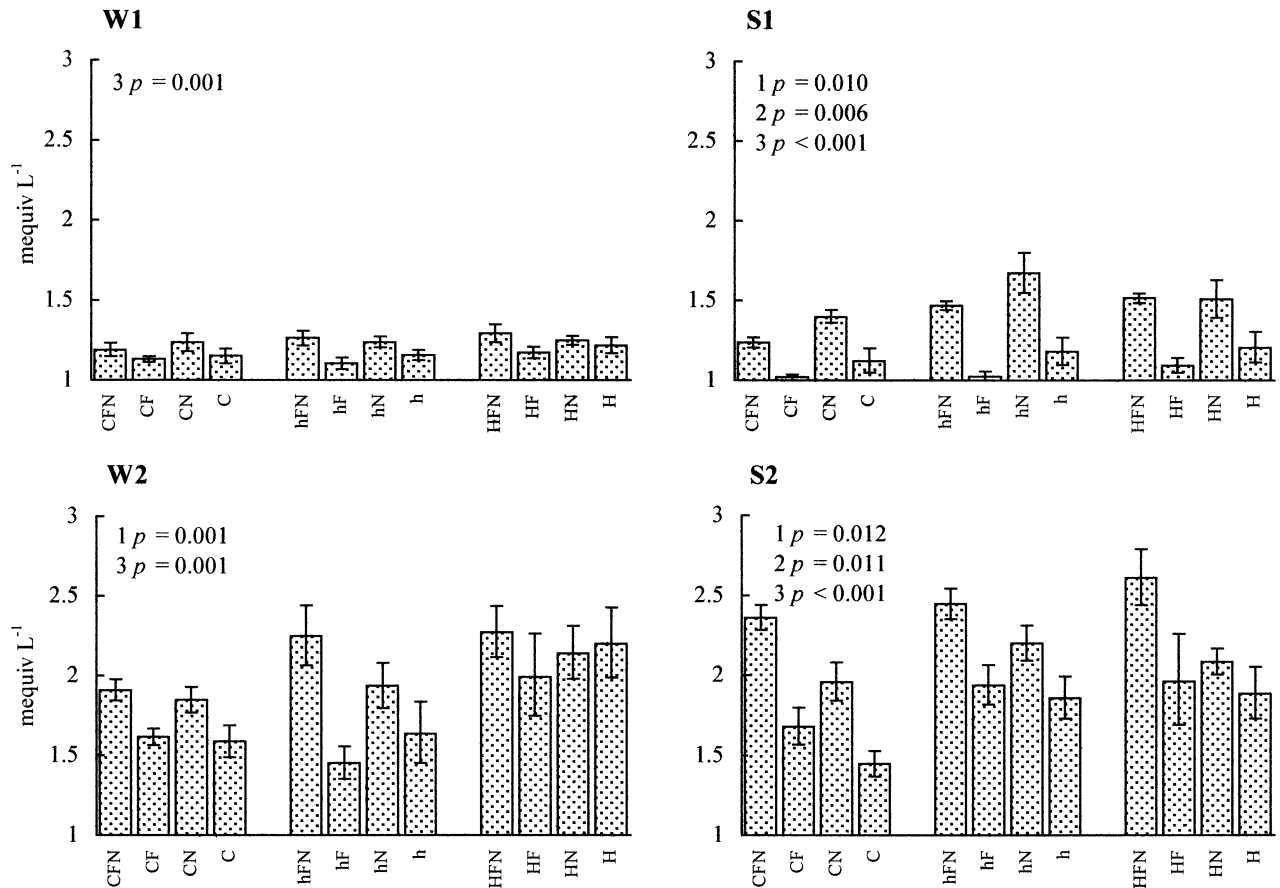 W1
3 p = 0.001
3
2.5
2
1.5
1
mequiv L-1
CFN CF CN C hFN hF hN h HFN HF HN H
S1
1 p = 0.010
2 p = 0.006
3 p < 0.001
3
2.5
2
1.5
1
CFN CF CN C hFN hF hN h HFN HF HN H
W2
1 p = 0.001
3 p = 0.001
3
2.5
2
1.5
1
mequiv L-1
CFN CF CN C hFN hF hN h HFN HF HN H
S2
1 p = 0.012
2 p = 0.011
3 p < 0.001
3
2.5
2
1.5
1
CFN CF CN C hFN hF hN h HFN HF HN H